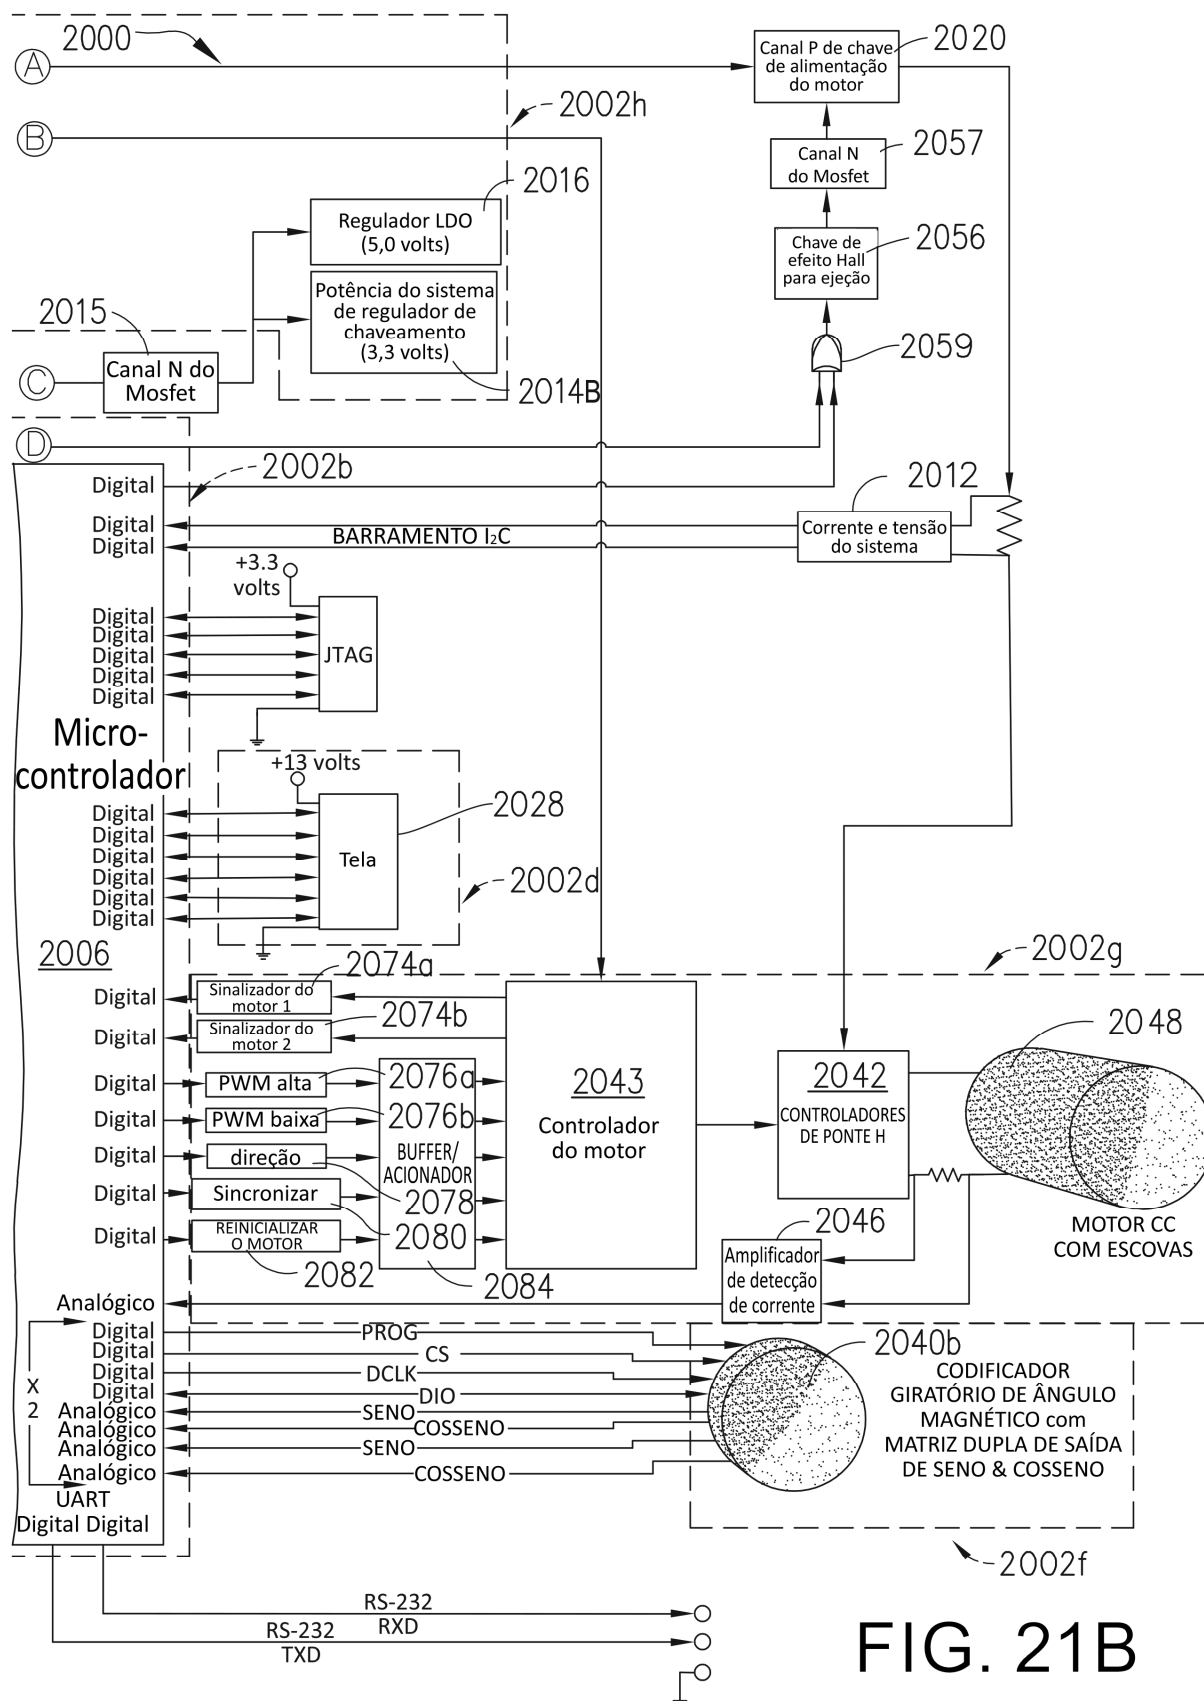 2000
A
Canal P de chave
de alimentação
do motor
2020
2002h
B
2057
Canal N
do Mosfet
2016
Regulador LDO
(5,0 volts)
2056
Chave de
efeito Hall
para ejeção
Potência do sistema
de regulador de
chaveamento
(3,3 volts)
2015
2059
C
Canal N do
Mosfet
2014B
D
2002b
Digital
2012
Digital
Digital
BARRAMENTO I2C
Corrente e tensão
do sistema
+3.3
volts
Digital
Digital
Digital
Digital
Digital
JTAG
Micro-
controlador
+13 volts
2028
Digital
Digital
Digital
Digital
Digital
Digital
Tela
2002d
2006
2002g
2074a
Digital
Sinalizador do
motor 1
2074b
Digital
Sinalizador do
motor 2
2048
Digital
PWM alta
2076a
2043
Controlador
do motor
2042
CONTROLADORES
DE PONTE H
Digital
PWM baixa
2076b
BUFFER/
ACIONADOR
Digital
direção
2078
Digital
Sincronizar
2080
Digital
REINICIALIZAR
O MOTOR
2082
2084
2046
MOTOR CC
COM ESCOVAS
Amplificador
de detecção
de corrente
Analógico
Digital
PROG
Digital
CS
Digital
DCLK
Digital
DIO
Analógico
SENO
Analógico
COSSENO
Analógico
SENO
Analógico
COSSENO
X
2
2040b
CODIFICADOR
GIRATÓRIO DE ÂNGULO
MAGNÉTICO com
MATRIZ DUPLA DE SAÍDA
DE SENO & COSSENO
UART
Digital Digital
2002f
RS-232
RXD
RS-232
TXD
FIG. 21B